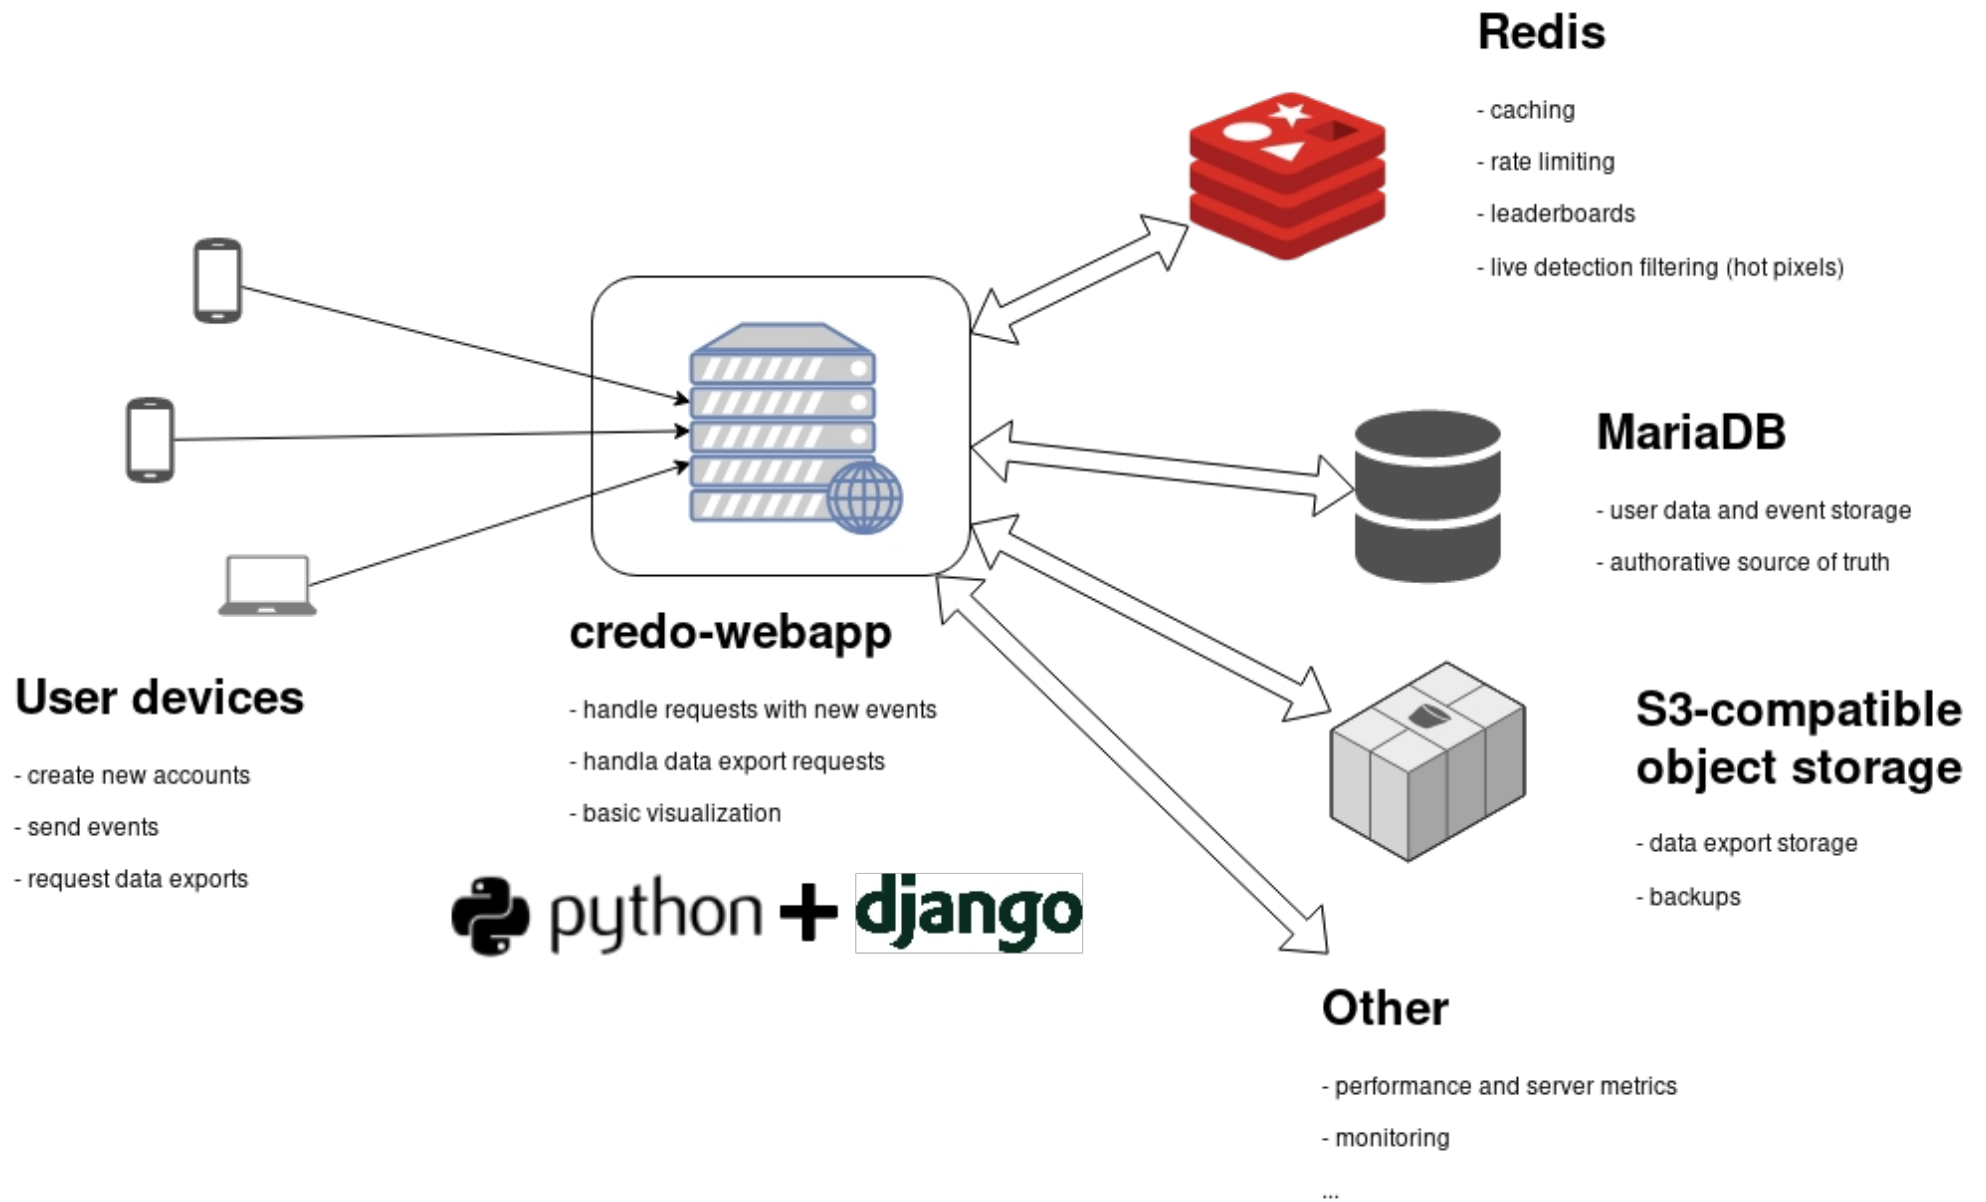 Redis
- caching
- rate limiting
- leaderboards
- live detection filtering (hot pixels)
MariaDB
- user data and event storage
- authorative source of truth
credo-webapp
- handle requests with new events
- handla data export requests
- basic visualization
python + django
User devices
- create new accounts
- send events
- request data exports
S3-compatible
object storage
- data export storage
- backups
Other
- performance and server metrics
- monitoring
...